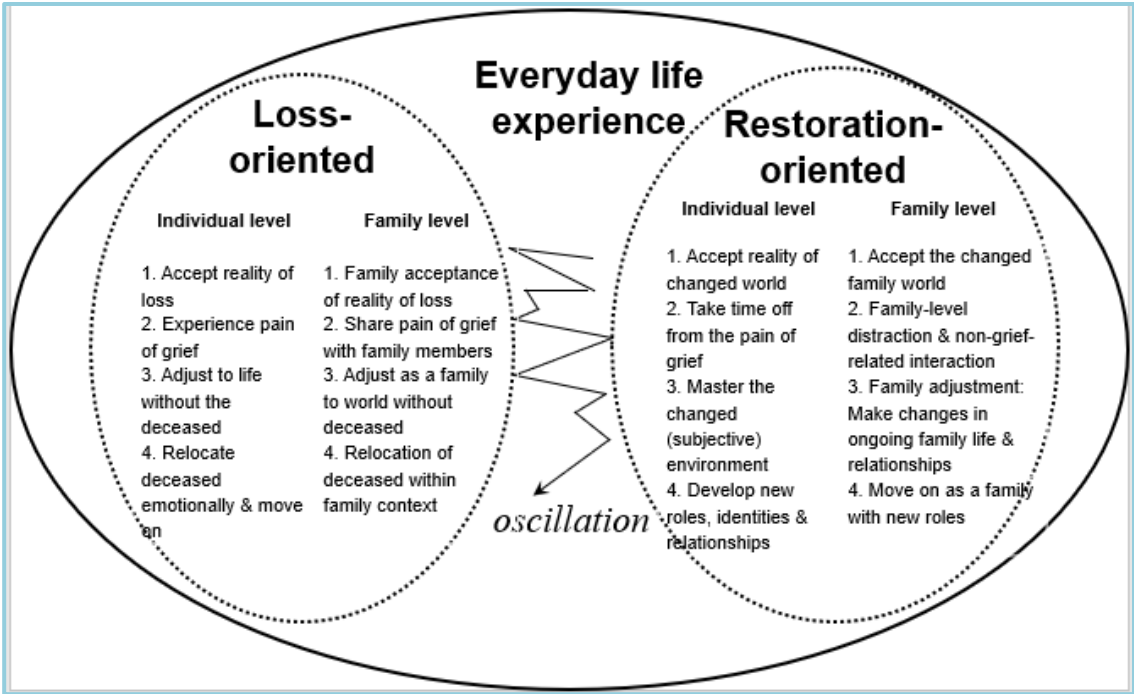 Everyday life
experience
Loss-
oriented
Individual level
1. Accept reality of
loss
2. Experience pain
of grief
3. Adjust to life
without the
deceased
4. Relocate
deceased
emotionally & move
on
Family level
1. Family acceptance
of reality of loss
2. Share pain of grief
with family members
3. Adjust as a family
to world without
deceased
4. Relocation of
deceased within
family context
oscillation
Restoration-
oriented
Individual level
1. Accept reality of
changed world
2. Take time off
from the pain of
grief
3. Master the
changed
(subjective)
environment
4. Develop new
roles, identities &
relationships
Family level
1. Accept the changed
family world
2. Family-level
distraction & non-grief-
related interaction
3. Family adjustment:
Make changes in
ongoing family life &
relationships
4. Move on as a family
with new roles